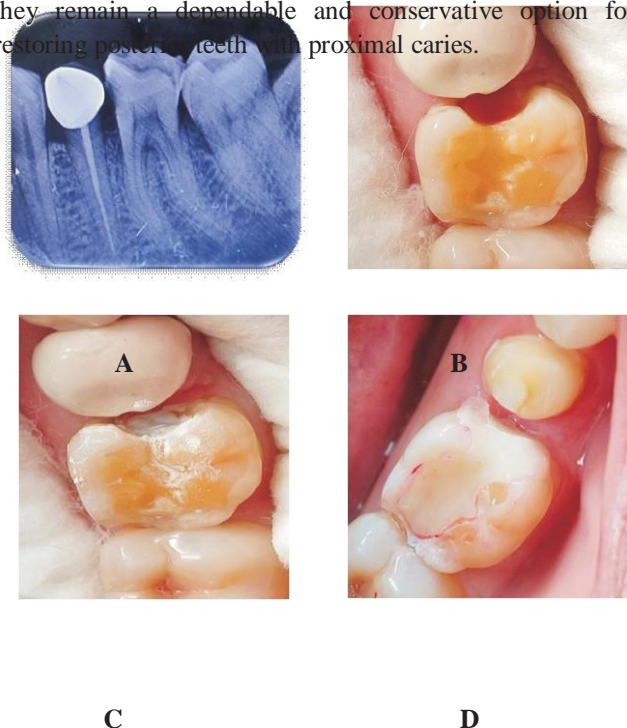 hey remain a dependable and conservative option fo
restoring posterior teeth with proximal caries.
A
B
C
D